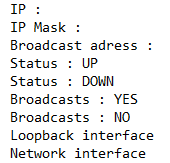 IP :
IP Mask :
Broadcast adress :
Status : UP
Status : DOWN
Broadcasts : YES
Broadcasts : NO
Loopback interface
Network interface